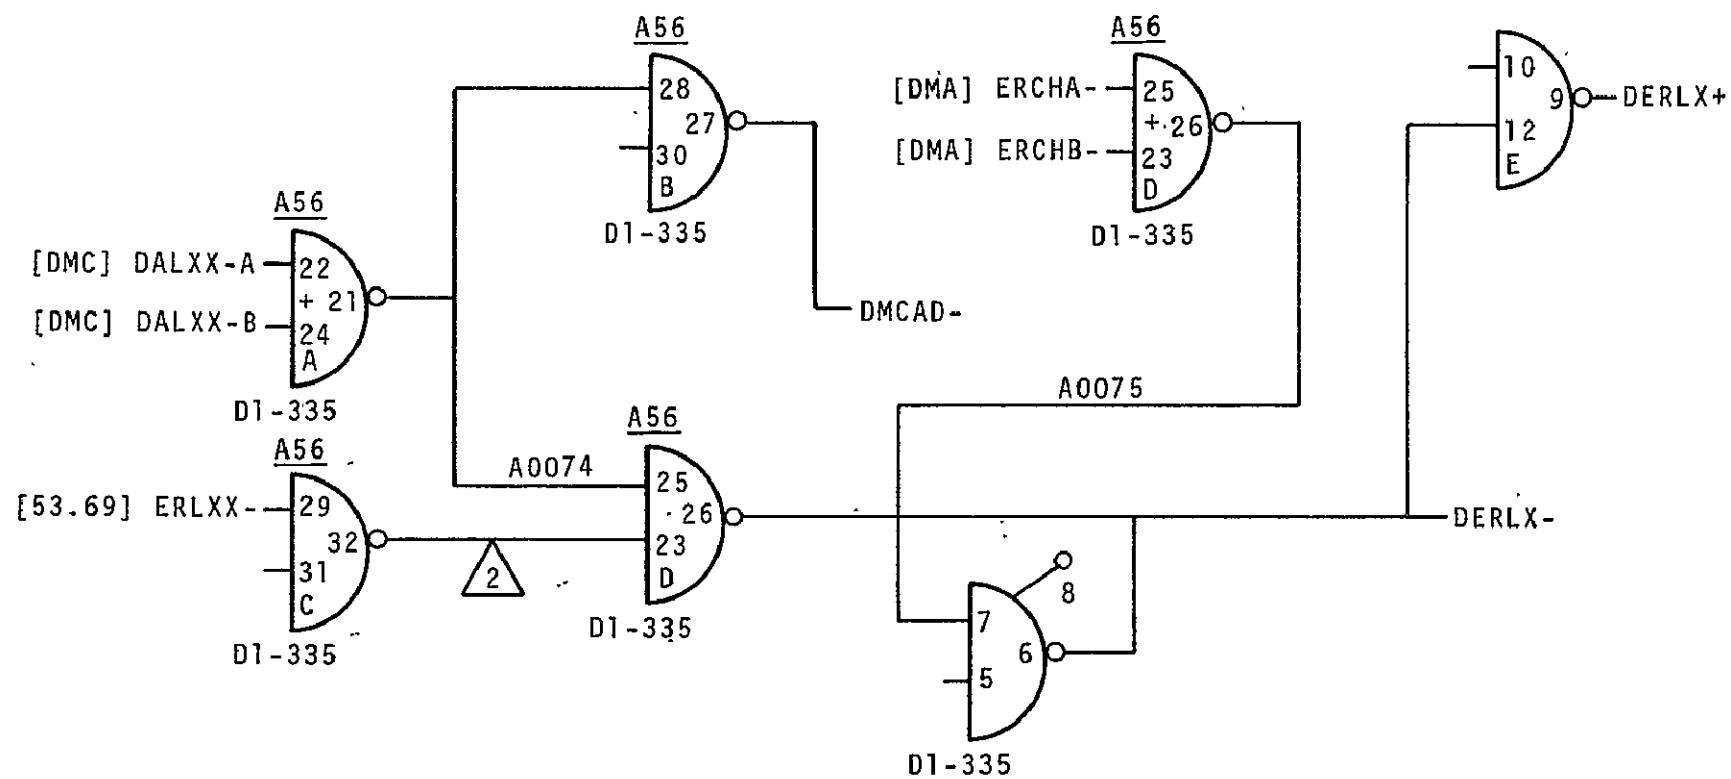 A56
28
27
30
B
D1-335
A56
[DMA] ERCHA-
25
+
26
[DMA] ERCHB-
23
D
D1-335
10
9
DERLX+
12
E
A56
[DMC] DALXX-A
22
+
21
[DMC] DALXX-B
24
A
D1-335
DMCAD-
A0075
A56
[53.69] ERLXX-
29
32
31
C
D1-335
2
A56
A0074
25
26
23
D
D1-335
DERLX-
8
7
6
5
D1-335